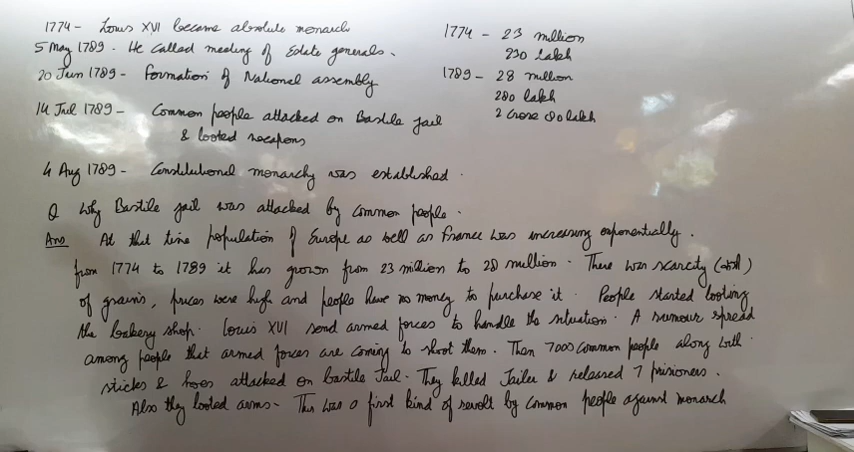 1774 - Louis XVI became absolute monarch
5 May 1789 - He called meeting of Estate generals.
20 Jun 1789 - Formation of National assembly
14 Jul 1789 - Common people attacked on Bastile jail
& looted weapons
4 Aug 1789 - Constitutional monarchy was established.
1774 - 23 million
230 lakh
1789 - 28 million
280 lakh
2 Crore 80 lakh
Q Why Bastile jail was attacked by common people.
Ans. At that time population of Europe as well as France was increasing exponentially.
from 1774 to 1789 it has grown from 23 million to 28 million. There was scarcity
of grains, prices were high and people have no money to purchase it. People started looting
the bakery shop. Louis XVI send armed forces to handle the situation. A rumour spread
among people that armed forces are coming to shoot them. Then 7000 common people along with
sticks & hoes attacked on bastile Jail. They killed Jailer & released 7 prisioners.
Also they looted arms - This was a first kind of revolt by common people against monarch